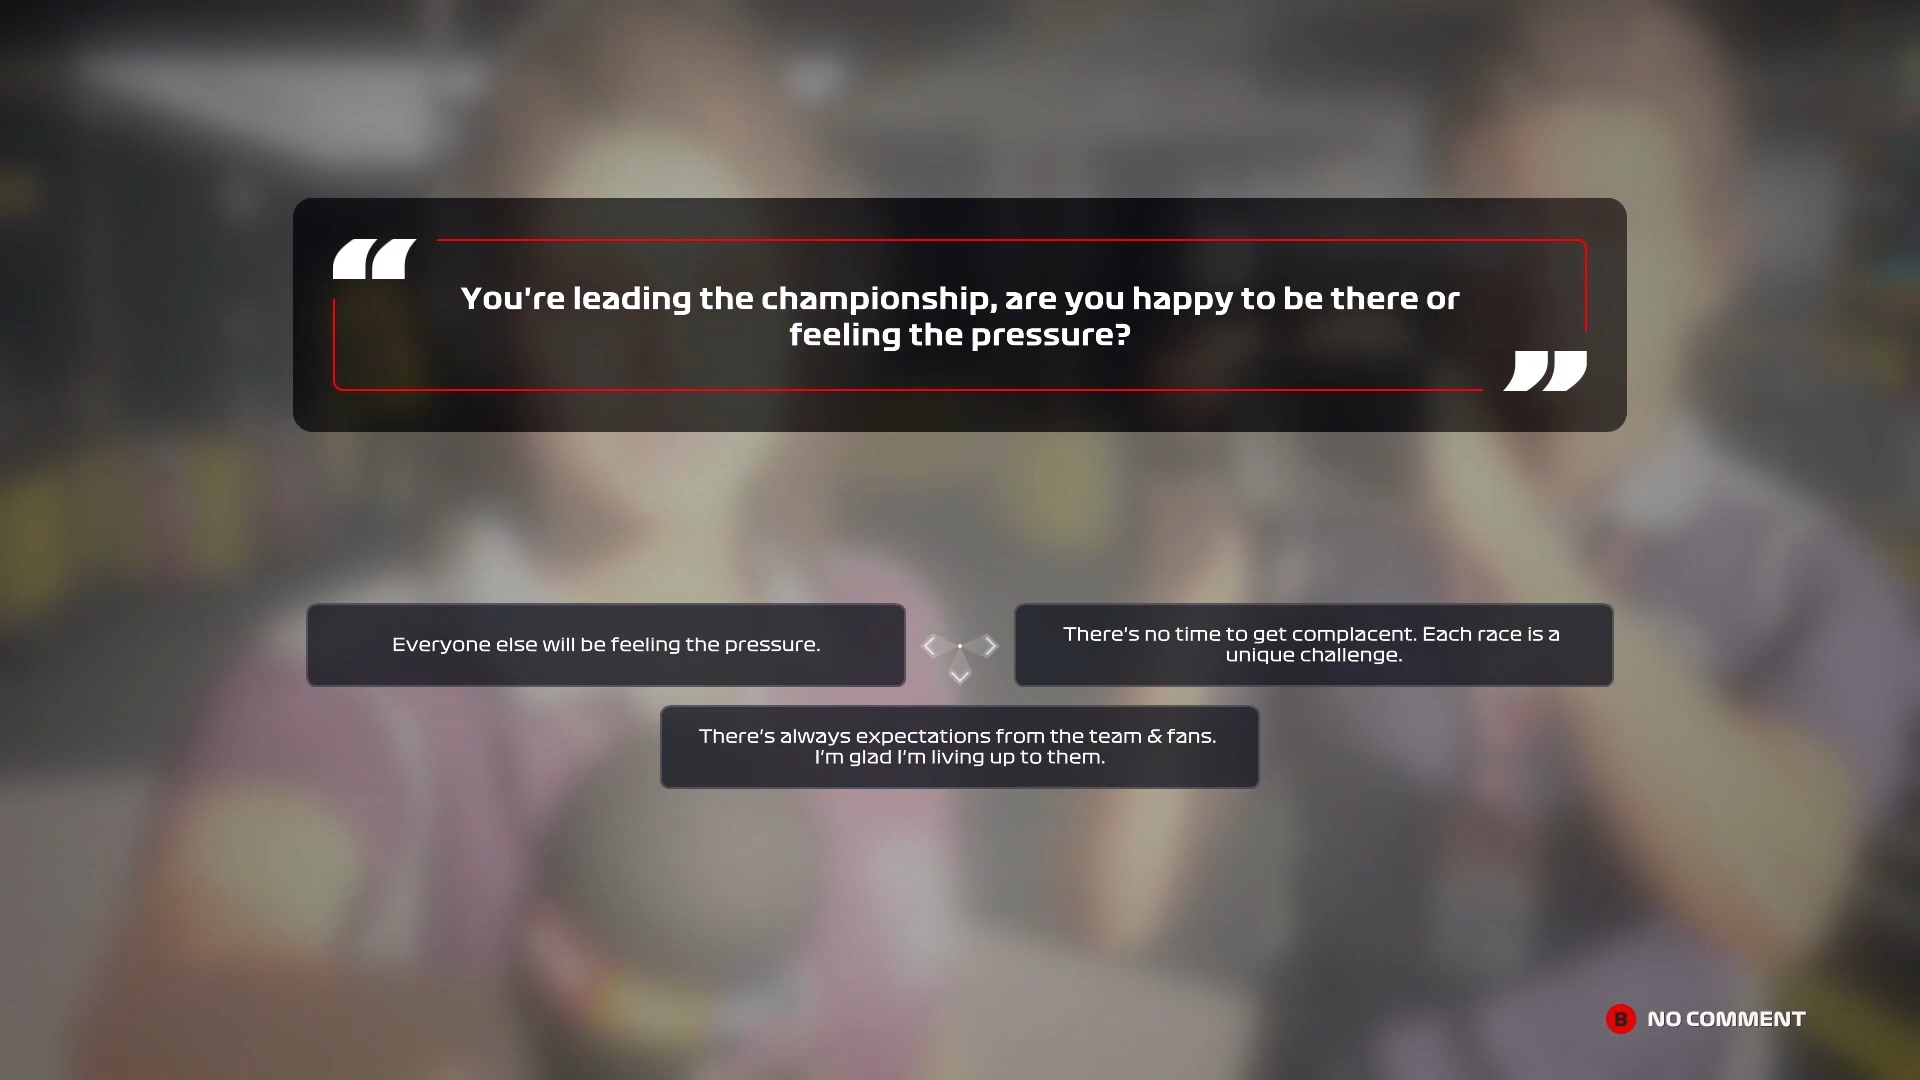 You're leading the championship, are you happy to be there or
feeling the pressure?
Everyone else will be feeling the pressure.
There's no time to get complacent. Each race is a
unique challenge.
There's always expectations from the team & fans.
I'm glad I'm living up to them.
B NO COMMENT